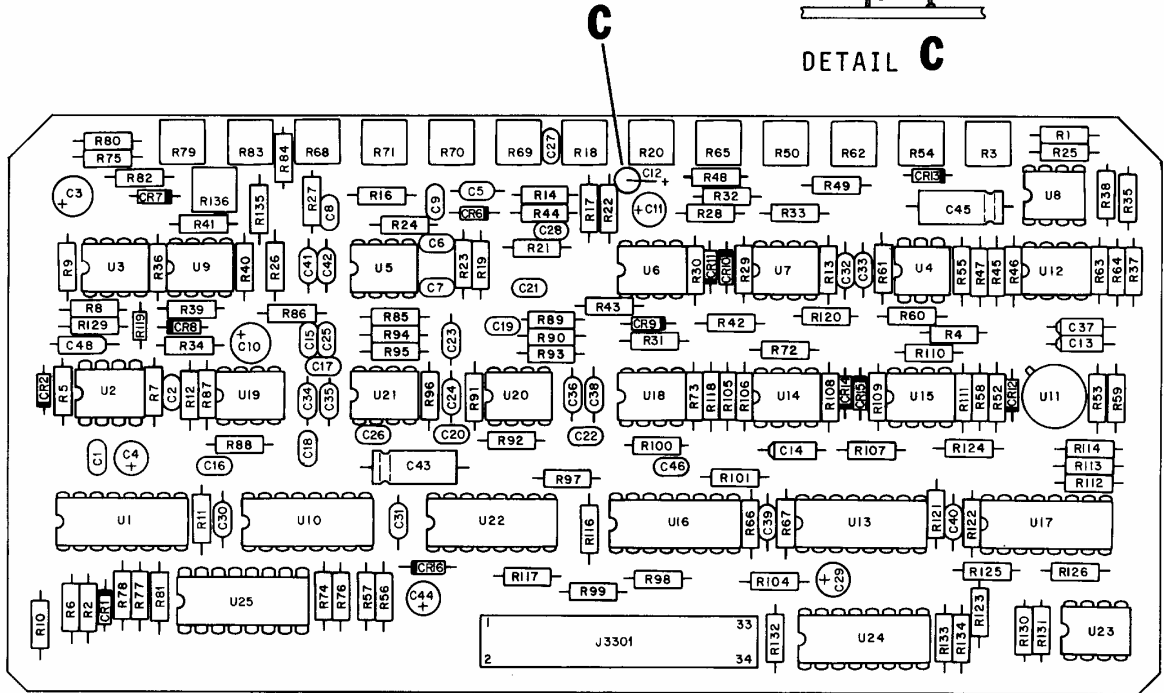 C
DETAIL C
R80
R75
R79
R83
R84
R68
R71
R70
R69
C27
R18
R20
R65
R50
R62
R54
R3
R1
R25
R82
CR7
C3
+
R136
R135
R41
R27
C8
R16
C9
C5
CR6
R24
R14
R44
C28
R21
R17
R22
C12
+
C11
+
R48
R32
R28
R33
R49
CR13
C45
U8
R38
R35
R9
U3
R36
U9
R40
R26
C41
C42
U5
C6
C7
R23
R19
C21
U6
R30
CR11
CR10
R29
U7
R13
C32
C33
R61
U4
R55
R47
R45
R46
U12
R63
R64
R37
R8
R129
C48
R119
R39
CR8
R34
C10
+
R86
C15
C25
C17
R85
R94
R95
C23
C19
R89
R90
R93
R43
CR9
R31
R42
R120
R72
R60
R4
R110
C37
C13
CR2
R5
U2
R7
C2
R12
R87
U19
C34
C35
U21
R96
C24
R91
U20
C36
C38
U18
R73
R118
R105
R106
U14
R108
CR14
CR15
R109
U15
R111
R58
R52
CR12
U11
R53
R59
C1
C4
+
R88
C16
C18
C26
C20
R92
C22
C43
R97
R100
C46
R101
C14
R107
R124
R114
R113
R112
U1
R11
C30
U10
C31
U22
R116
U16
R66
C39
R67
U13
R121
C40
R122
U17
CR16
R117
R99
R98
R104
C29
+
R125
R126
R10
R6
R2
CR1
R78
R77
R81
U25
R74
R76
R57
R56
C44
+
1
33
J3301
2
34
R132
U24
R133
R134
R123
R130
R131
U23